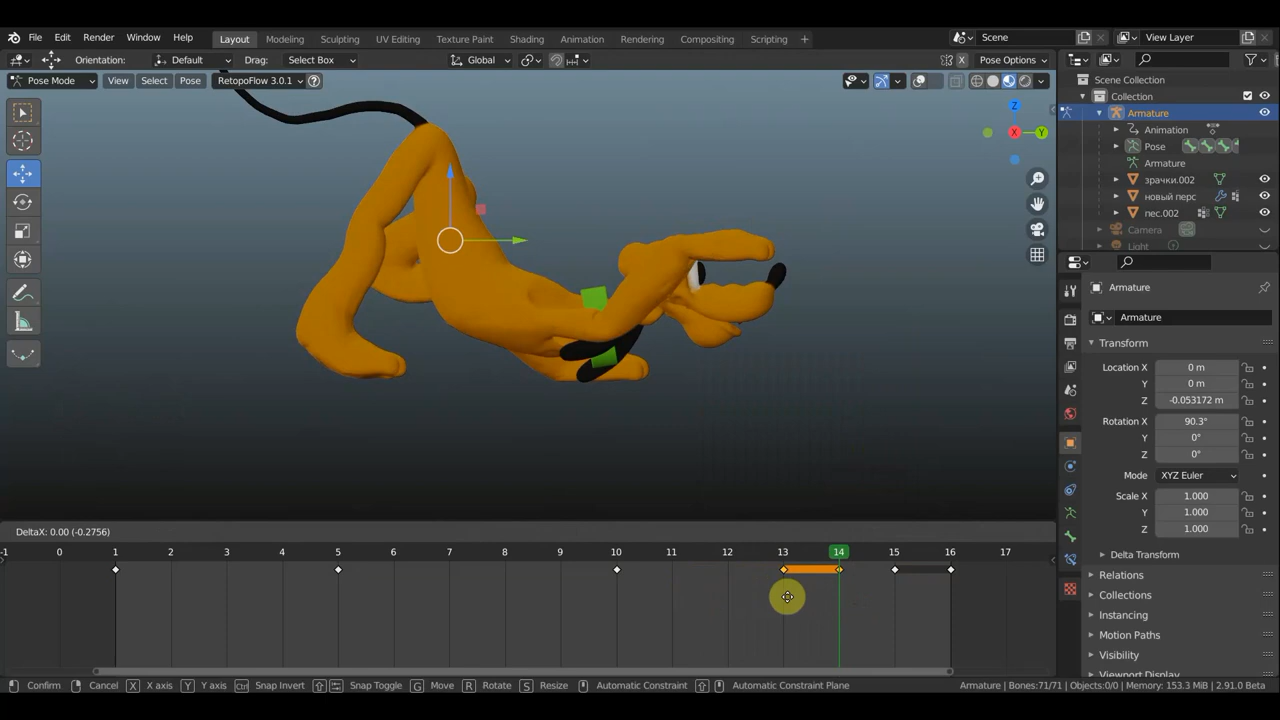 File Edit Render Window Help Layout Modeling Sculpting UV Editing Texture Paint Shading Animation Rendering Compositing Scripting + Scene View Layer
Orientation: Default Drag: Select Box Global Pose Options
Pose Mode View Select Pose RetopoFlow 3.0.1 ?
Scene Collection
Collection
Armature
Animation
Pose
Armature
зрачки.002
новый перс
пес.002
Camera
Light
Z
X
Y
Armature
Armature
Transform
Location X 0 m
Y 0 m
Z -0.053172 m
Rotation X 90.3°
Y 0°
Z 0°
Mode XYZ Euler
Scale X 1.000
Y 1.000
Z 1.000
Delta Transform
Relations
Collections
Instancing
Motion Paths
Visibility
Viewport Display
DeltaX: 0.00 (-0.2756)
-1 0 1 2 3 4 5 6 7 8 9 10 11 12 13 14 15 16 17
Confirm Cancel X X axis Y Y axis Ctrl Snap Invert Snap Toggle G Move R Rotate S Resize Automatic Constraint Automatic Constraint Plane Armature | Bones:71/71 | Objects:0/0 | Memory: 153.3 MiB | 2.91.0 Beta